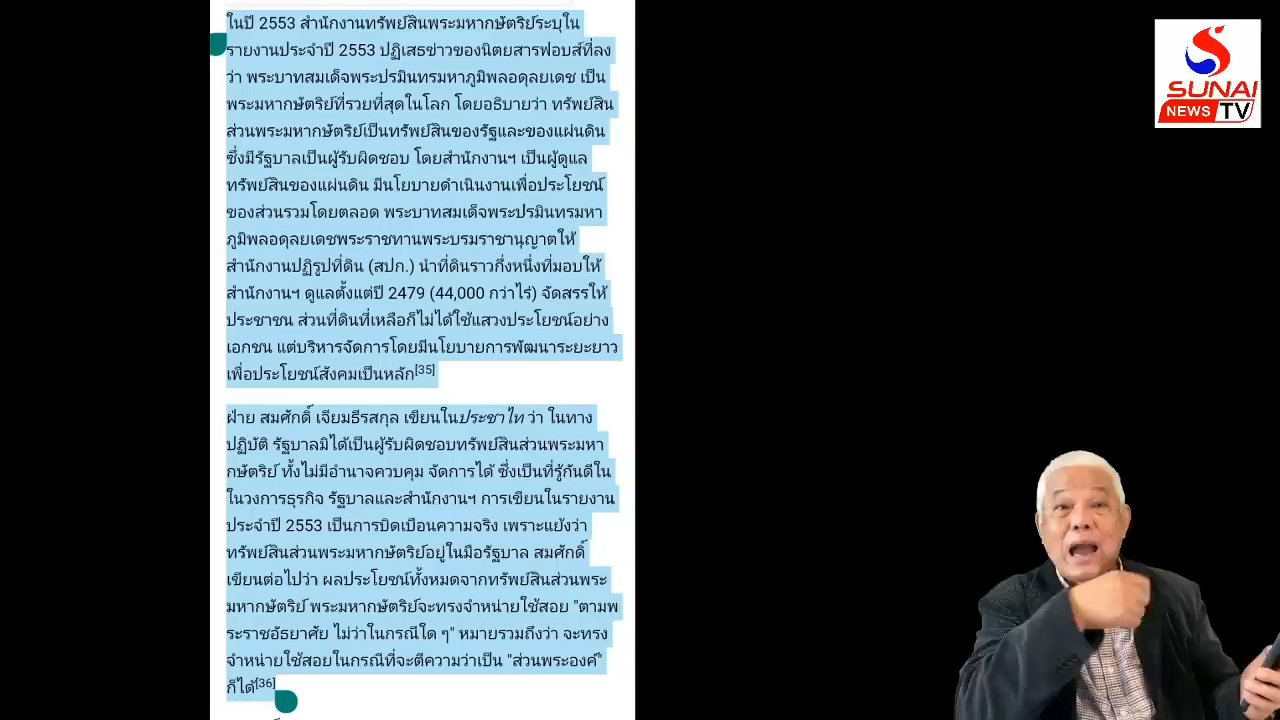 ในปี 2553 สำนักงานทรัพย์สินพระมหากษัตริย์ระบุใน
รายงานประจำปี 2553 ปฏิเสธข่าวของนิตยสารฟอบส์ที่ลง
ว่า พระบาทสมเด็จพระปรมินทรมหาภูมิพลอดุลยเดช เป็น
พระมหากษัตริย์ที่รวยที่สุดในโลก โดยอธิบายว่า ทรัพย์สิน
ส่วนพระมหากษัตริย์เป็นทรัพย์สินของรัฐและของแผ่นดิน
ซึ่งมีรัฐบาลเป็นผู้รับผิดชอบ โดยสำนักงานฯ เป็นผู้ดูแล
ทรัพย์สินของแผ่นดิน มีนโยบายดำเนินงานเพื่อประโยชน์
ของส่วนรวมโดยตลอด พระบาทสมเด็จพระปรมินทรมหา
ภูมิพลอดุลยเดชพระราชทานพระบรมราชานุญาตให้
สำนักงานปฏิรูปที่ดิน (สปก.) นำที่ดินราวกึ่งหนึ่งที่มอบให้
สำนักงานฯ ดูแลตั้งแต่ปี 2479 (44,000 กว่าไร่) จัดสรรให้
ประชาชน ส่วนที่ดินที่เหลือก็ไม่ได้ใช้แสวงประโยชน์อย่าง
เอกชน แต่บริหารจัดการโดยมีนโยบายการพัฒนาระยะยาว
เพื่อประโยชน์สังคมเป็นหลัก[35]
ฝ่าย สมศักดิ์ เจียมธีรสกุล เขียนในประชาไท ว่า ในทาง
ปฏิบัติ รัฐบาลมิได้เป็นผู้รับผิดชอบทรัพย์สินส่วนพระมหา
กษัตริย์ ทั้งไม่มีอำนาจควบคุม จัดการได้ ซึ่งเป็นที่รู้กันดีใน
ในวงการธุรกิจ รัฐบาลและสำนักงานฯ การเขียนในรายงาน
ประจำปี 2553 เป็นการบิดเบือนความจริง เพราะแย้งว่า
ทรัพย์สินส่วนพระมหากษัตริย์อยู่ในมือรัฐบาล สมศักดิ์
เขียนต่อไปว่า ผลประโยชน์ทั้งหมดจากทรัพย์สินส่วนพระ
มหากษัตริย์ พระมหากษัตริย์จะทรงจำหน่ายใช้สอย "ตามพ
ระราชอัธยาศัย ไม่ว่าในกรณีใด ๆ" หมายรวมถึงว่า จะทรง
จำหน่ายใช้สอยในกรณีที่จะตีความว่าเป็น "ส่วนพระองค์"
ก็ได้[36]
SUNAI
NEWS TV